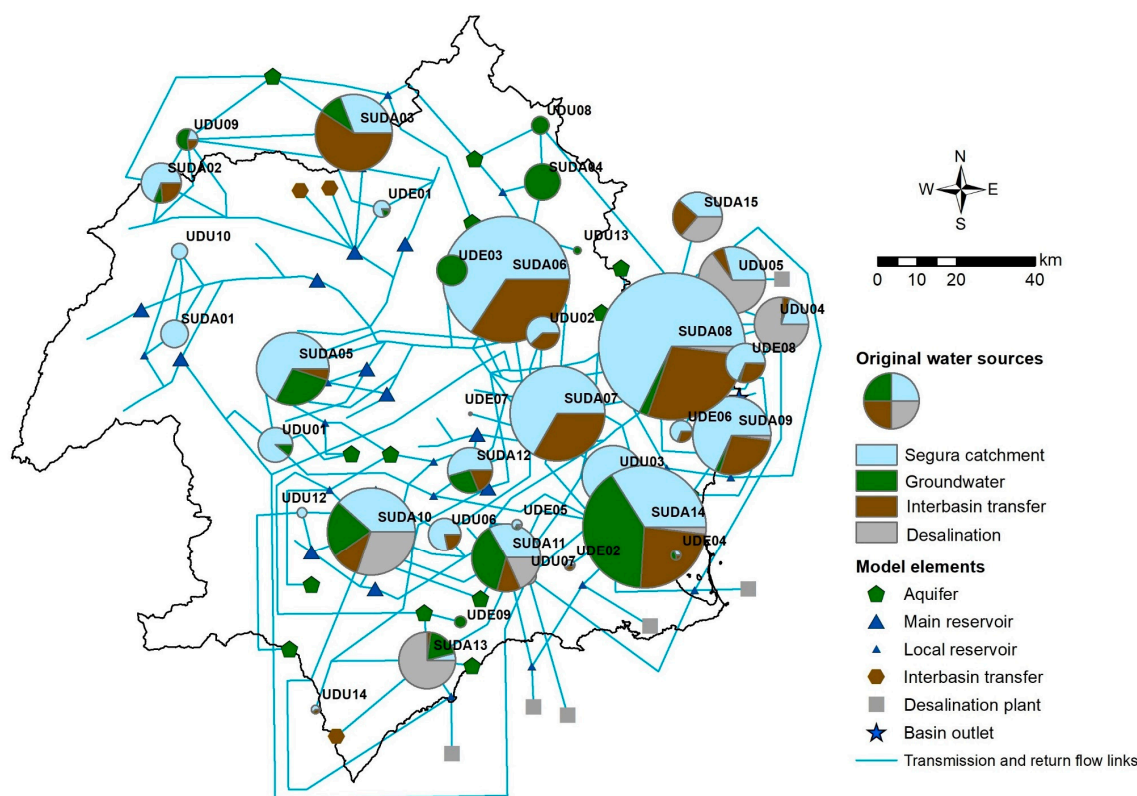 SUDA03
UDU08
UDU09
SUDA02
SUDA04
UDE01
SUDA15
UDU10
UDU13
UDE03
SUDA06
UDU05
UDU04
SUDA01
UDU02
SUDA08
UDE08
SUDA05
UDE07
SUDA07
UDE06
SUDA09
UDU01
SUDA12
UDU03
UDU12
SUDA10
UDU06
UDE05
SUDA14
SUDA11
UDE02
UDE04
UDU07
UDE09
SUDA13
UDU14
N
W E
S
km
0 10 20 40
Original water sources
Segura catchment
Groundwater
Interbasin transfer
Desalination
Model elements
Aquifer
Main reservoir
Local reservoir
Interbasin transfer
Desalination plant
Basin outlet
Transmission and return flow links